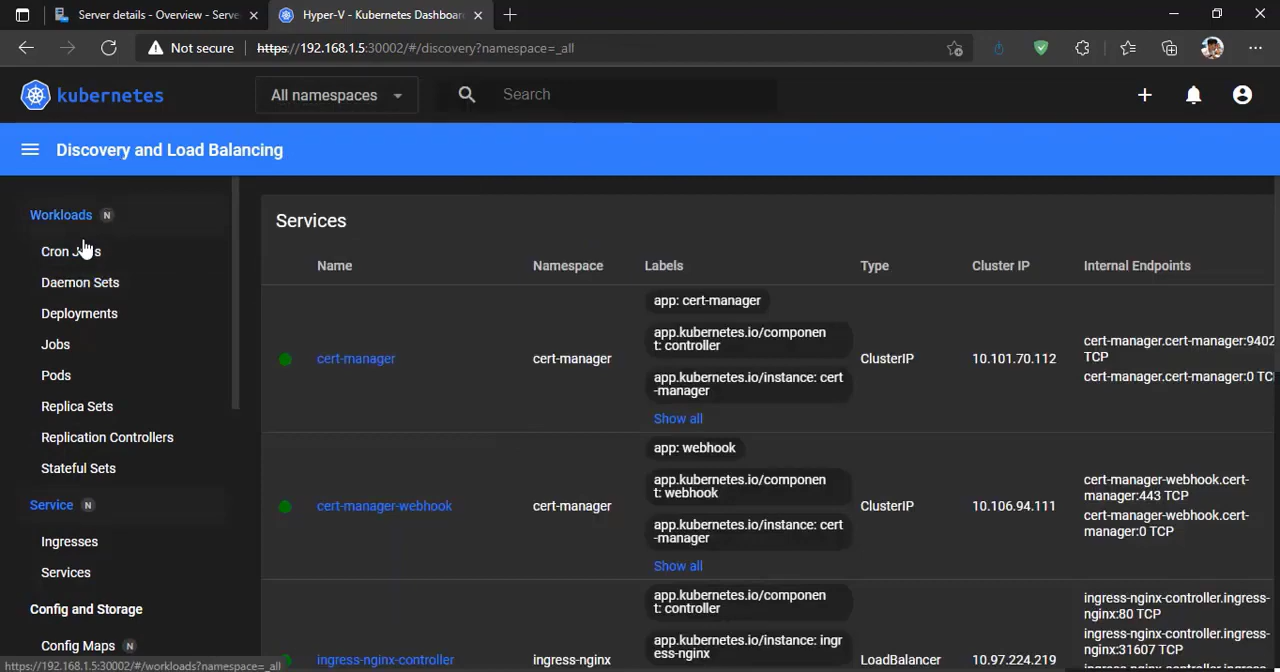 Server details - Overview - Serve
Hyper-V - Kubernetes Dashboar
Not secure
https://192.168.1.5:30002/#/discovery?namespace=_all
kubernetes
All namespaces
Search
Discovery and Load Balancing
Workloads N
Cron Jobs
Daemon Sets
Deployments
Jobs
Pods
Replica Sets
Replication Controllers
Stateful Sets
Service N
Ingresses
Services
Config and Storage
Config Maps N
https://192.168.1.5:30002/#/workloads?namespace=_all
Services
Name Namespace Labels Type Cluster IP Internal Endpoints
cert-manager
cert-manager
app: cert-manager
app.kubernetes.io/componen
t: controller
app.kubernetes.io/instance: cert
-manager
Show all
ClusterIP
10.101.70.112
cert-manager.cert-manager:9402
TCP
cert-manager.cert-manager:0 TC
cert-manager-webhook
cert-manager
app: webhook
app.kubernetes.io/componen
t: webhook
app.kubernetes.io/instance: cert
-manager
Show all
ClusterIP
10.106.94.111
cert-manager-webhook.cert-
manager:443 TCP
cert-manager-webhook.cert-
manager:0 TCP
ingress-nginx-controller
ingress-nginx
app.kubernetes.io/componen
t: controller
app.kubernetes.io/instance: ingr
ess-nginx
LoadBalancer
10.97.224.219
ingress-nginx-controller.ingress-
nginx:80 TCP
ingress-nginx-controller.ingress-
nginx:31607 TCP